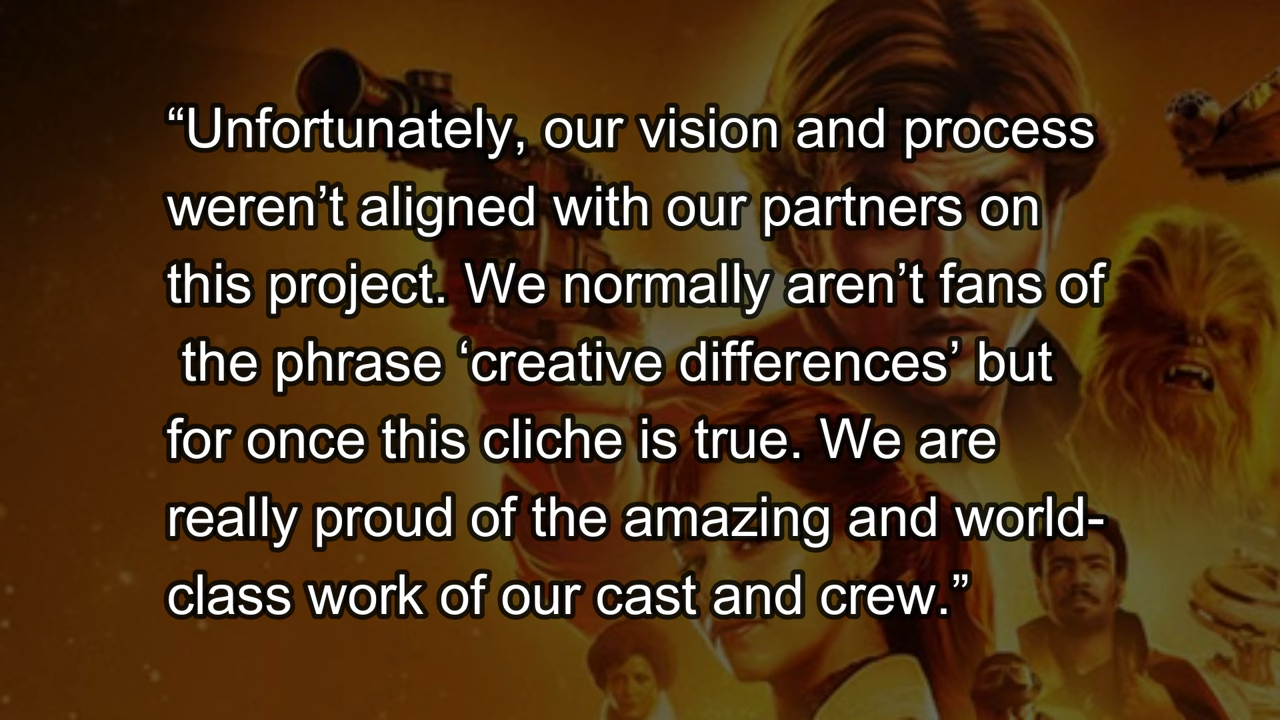 “Unfortunately, our vision and process
weren’t aligned with our partners on
this project. We normally aren’t fans of
the phrase ‘creative differences’ but
for once this cliche is true. We are
really proud of the amazing and world-
class work of our cast and crew.”